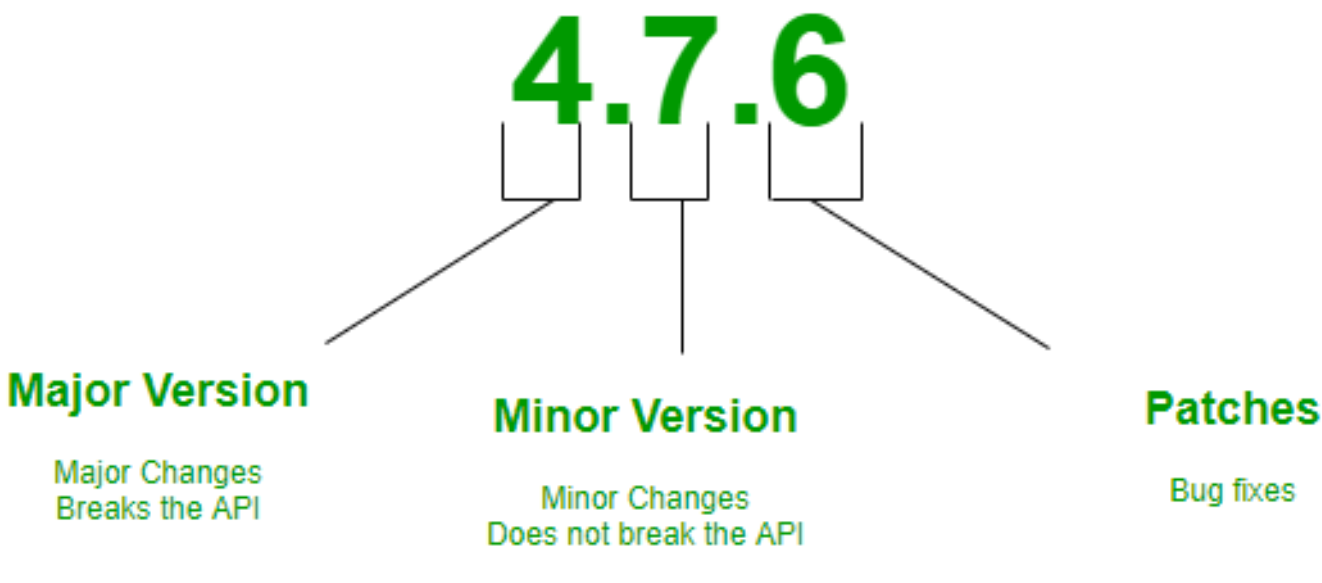 4.7.6
Major Version
Major Changes
Breaks the API
Minor Version
Minor Changes
Does not break the API
Patches
Bug fixes